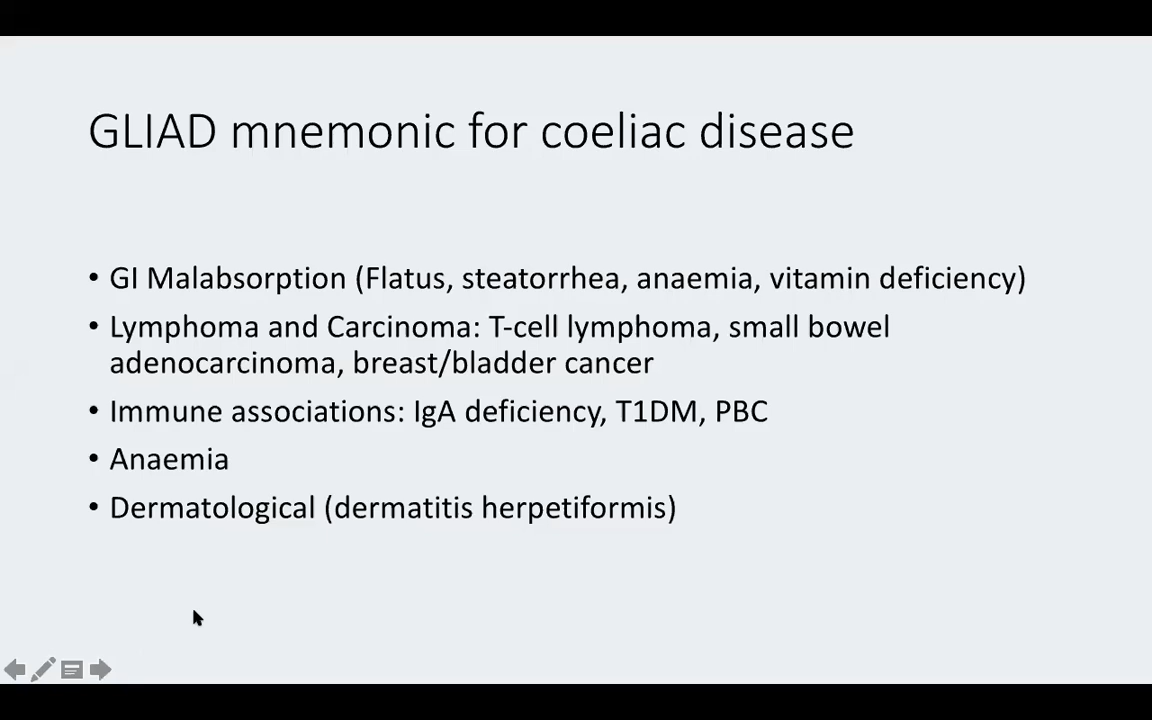 GLIAD mnemonic for coeliac disease
• GI Malabsorption (Flatus, steatorrhea, anaemia, vitamin deficiency)
• Lymphoma and Carcinoma: T-cell lymphoma, small bowel
adenocarcinoma, breast/bladder cancer
• Immune associations: IgA deficiency, T1DM, PBC
• Anaemia
• Dermatological (dermatitis herpetiformis)